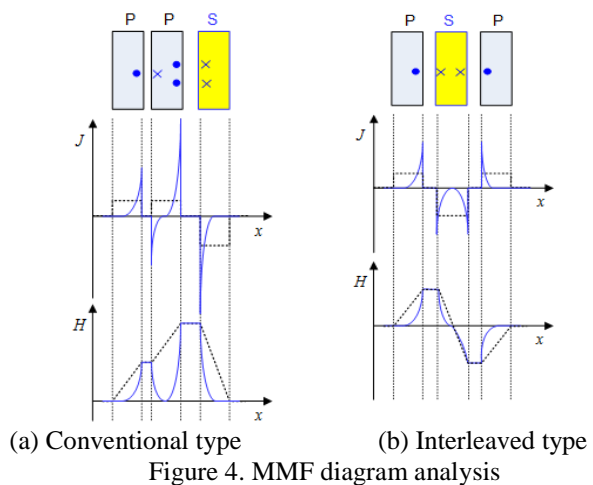 P P S
P S P
J
x
H
x
J
x
H
x
(a) Conventional type
(b) Interleaved type
Figure 4. MMF diagram analysis